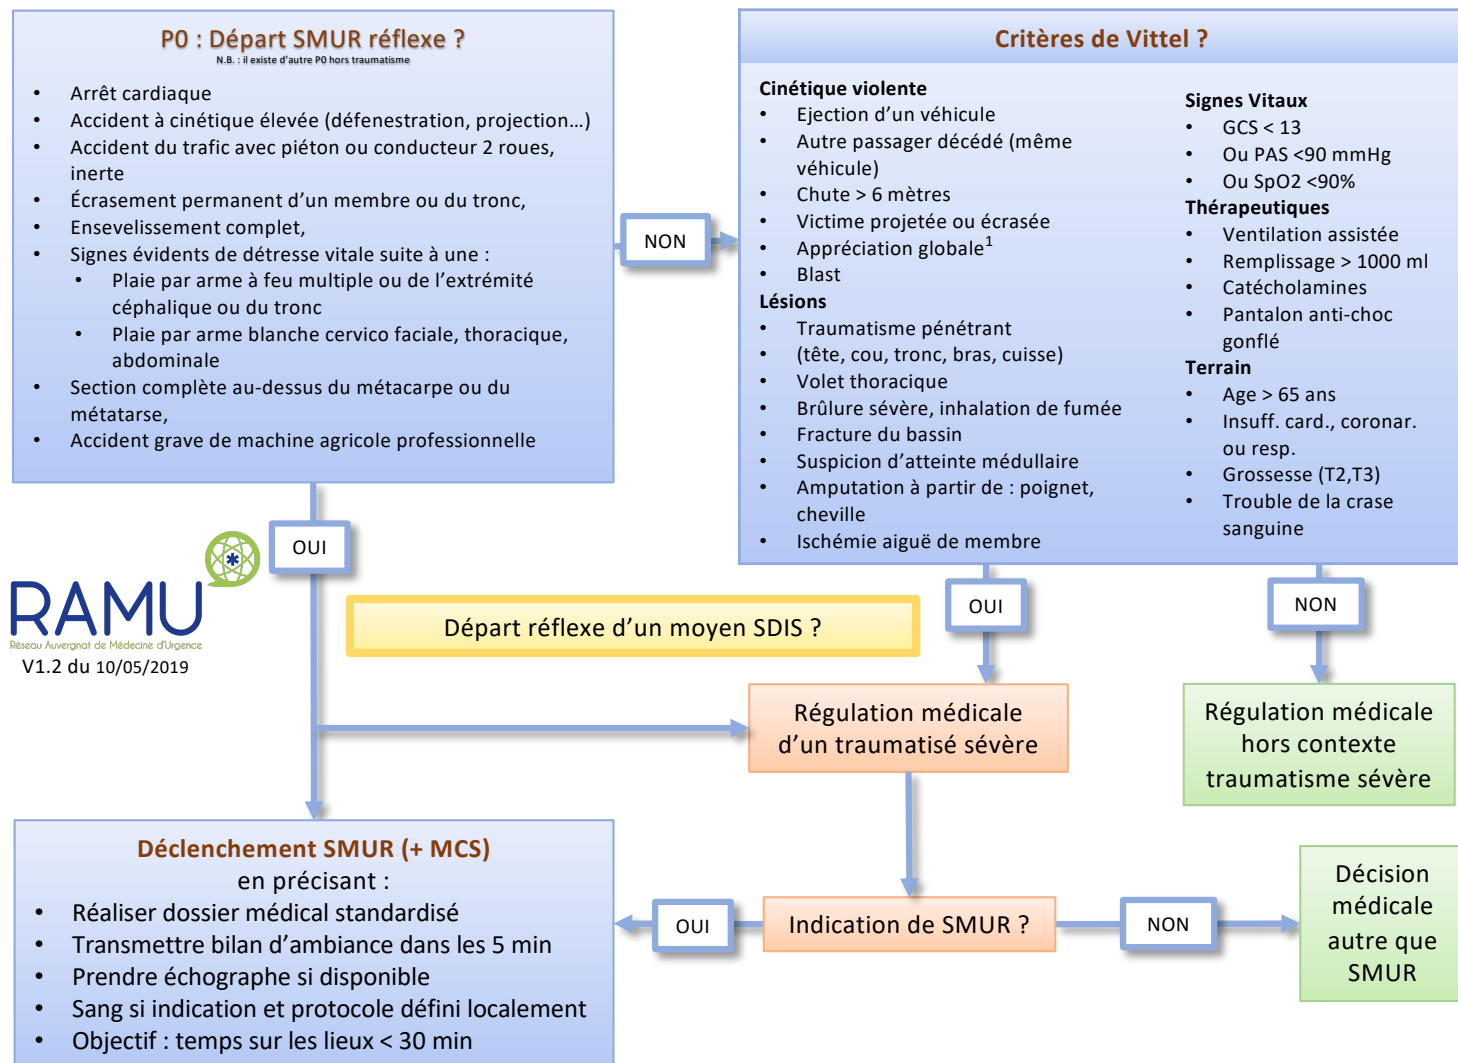 P0 : Départ SMUR réflexe ?
N.B. : il existe d'autre P0 hors traumatisme
• Arrêt cardiaque
• Accident à cinétique élevée (défenestration, projection…)
• Accident du trafic avec piéton ou conducteur 2 roues,
inerte
• Écrasement permanent d'un membre ou du tronc,
• Ensevelissement complet,
• Signes évidents de détresse vitale suite à une :
• Plaie par arme à feu multiple ou de l'extrémité
céphalique ou du tronc
• Plaie par arme blanche cervico faciale, thoracique,
abdominale
• Section complète au-dessus du métacarpe ou du
métatarse,
• Accident grave de machine agricole professionnelle
NON
Critères de Vittel ?
Cinétique violente
• Ejection d'un véhicule
• Autre passager décédé (même
véhicule)
• Chute > 6 mètres
• Victime projetée ou écrasée
• Appréciation globale1
• Blast
Lésions
• Traumatisme pénétrant
• (tête, cou, tronc, bras, cuisse)
• Volet thoracique
• Brûlure sévère, inhalation de fumée
• Fracture du bassin
• Suspicion d'atteinte médullaire
• Amputation à partir de : poignet,
cheville
• Ischémie aiguë de membre
Signes Vitaux
• GCS < 13
• Ou PAS <90 mmHg
• Ou SpO2 <90%
Thérapeutiques
• Ventilation assistée
• Remplissage > 1000 ml
• Catécholamines
• Pantalon anti-choc
gonflé
Terrain
• Age > 65 ans
• Insuff. card., coronar.
ou resp.
• Grossesse (T2,T3)
• Trouble de la crase
sanguine
OUI
RAMU
Réseau Auvergnat de Médecine d'Urgence
V1.2 du 10/05/2019
Départ réflexe d'un moyen SDIS ?
OUI
NON
Régulation médicale
d'un traumatisé sévère
Régulation médicale
hors contexte
traumatisme sévère
Déclenchement SMUR (+ MCS)
en précisant :
• Réaliser dossier médical standardisé
• Transmettre bilan d'ambiance dans les 5 min
• Prendre échographe si disponible
• Sang si indication et protocole défini localement
• Objectif : temps sur les lieux < 30 min
OUI
Indication de SMUR ?
NON
Décision
médicale
autre que
SMUR